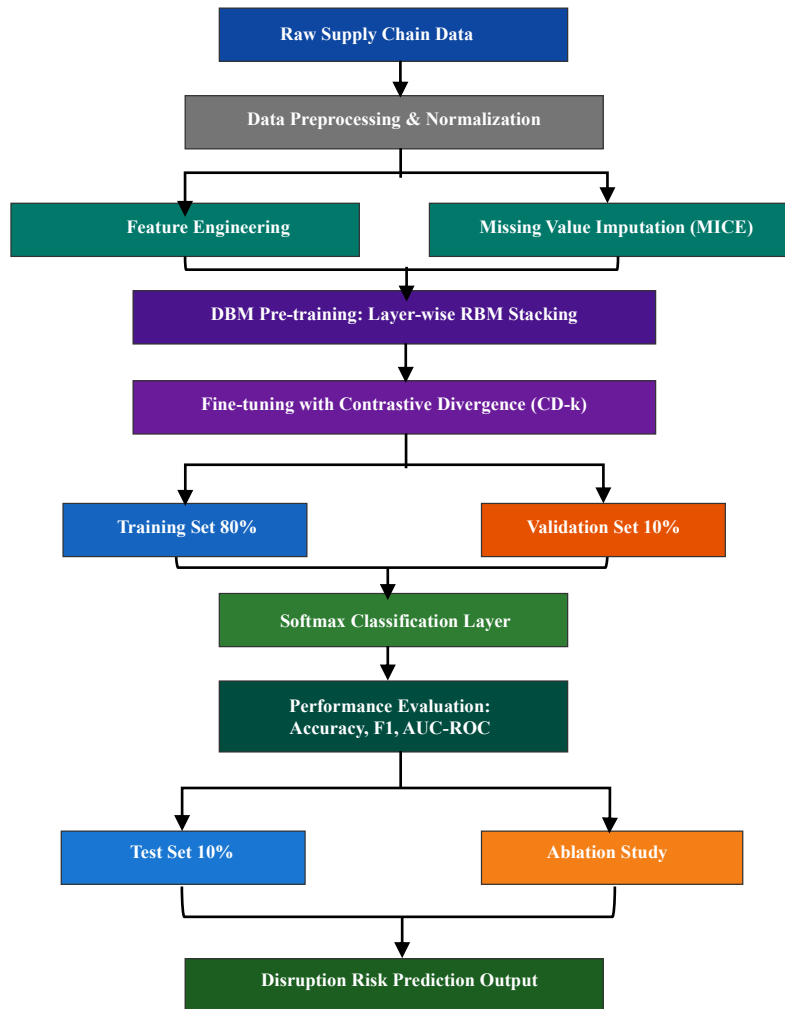 Raw Supply Chain Data
Data Preprocessing & Normalization
Feature Engineering
Missing Value Imputation (MICE)
DBM Pre-training: Layer-wise RBM Stacking
Fine-tuning with Contrastive Divergence (CD-k)
Training Set 80%
Validation Set 10%
Softmax Classification Layer
Performance Evaluation:
Accuracy, F1, AUC-ROC
Test Set 10%
Ablation Study
Disruption Risk Prediction Output